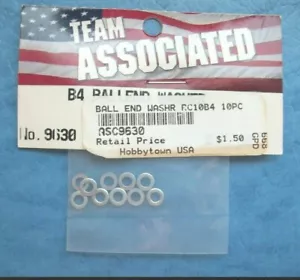 TEAM
ASSOCIATED
B4 BALLEND WASHER
BALL END WASHR RC10B4 10PC
No. 9630
ASC9630
Retail Price
$1.50
Hobbytown USA
GPD